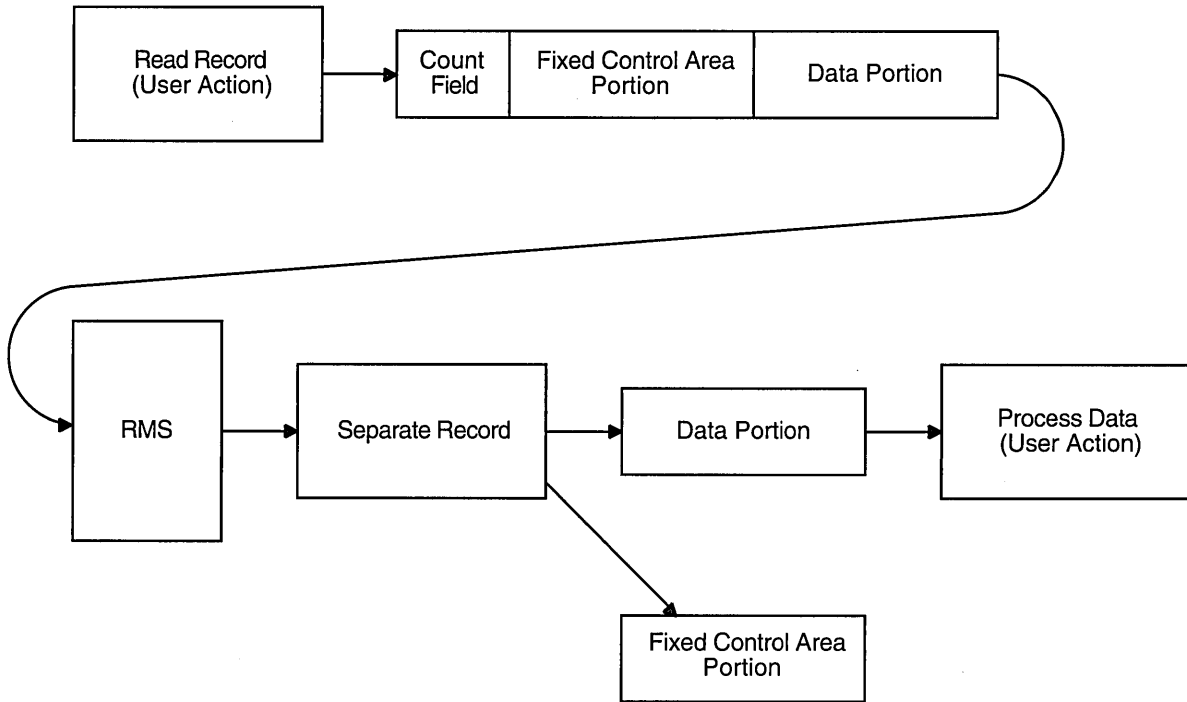 Read Record
(User Action)
Count
Field
Fixed Control Area
Portion
Data Portion
RMS
Separate Record
Data Portion
Process Data
(User Action)
Fixed Control Area
Portion